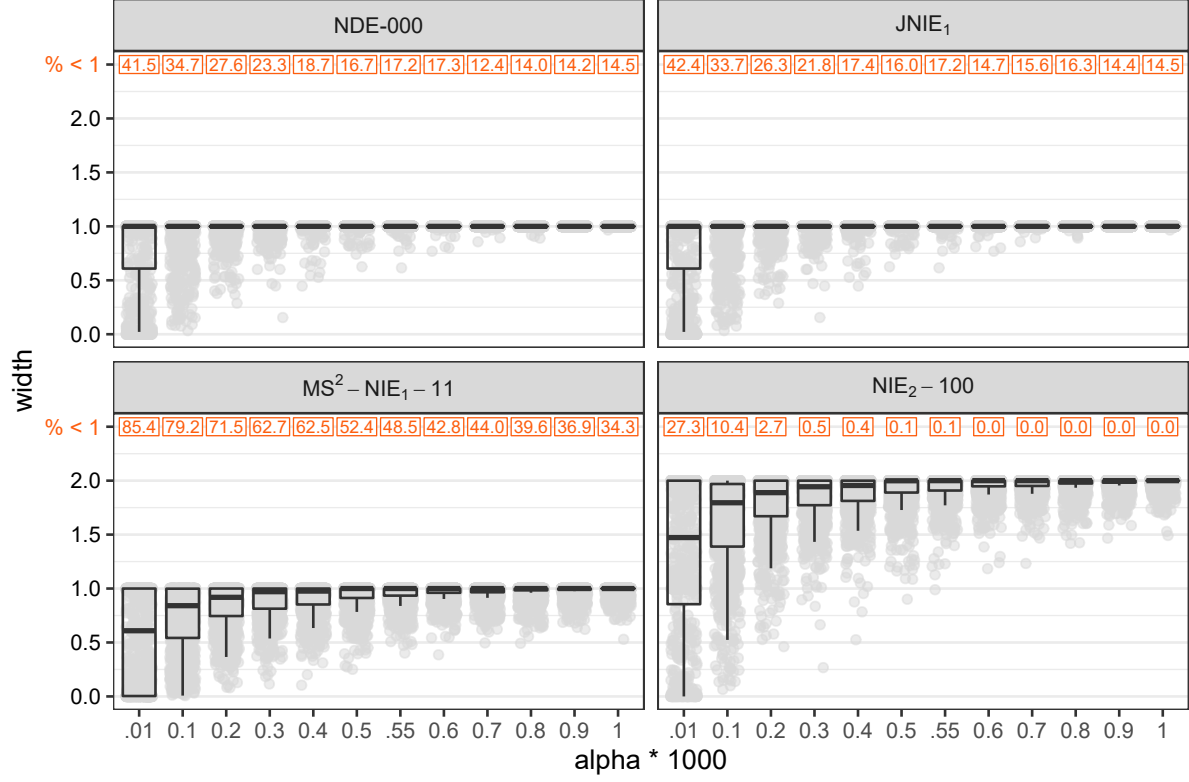 NDE-000
JNIE₁
% < 1
41.5 34.7 27.6 23.3 18.7 16.7 17.2 17.3 12.4 14.0 14.2 14.5
42.4 33.7 26.3 21.8 17.4 16.0 17.2 14.7 15.6 16.3 14.4 14.5
2.0
1.5
1.0
0.5
0.0
width
MS² – NIE₁ – 11
NIE₂ – 100
% < 1
85.4 79.2 71.5 62.7 62.5 52.4 48.5 42.8 44.0 39.6 36.9 34.3
27.3 10.4 2.7 0.5 0.4 0.1 0.1 0.0 0.0 0.0 0.0 0.0
2.0
1.5
1.0
0.5
0.0
.01 0.1 0.2 0.3 0.4 0.5 .55 0.6 0.7 0.8 0.9 1
.01 0.1 0.2 0.3 0.4 0.5 .55 0.6 0.7 0.8 0.9 1
alpha * 1000